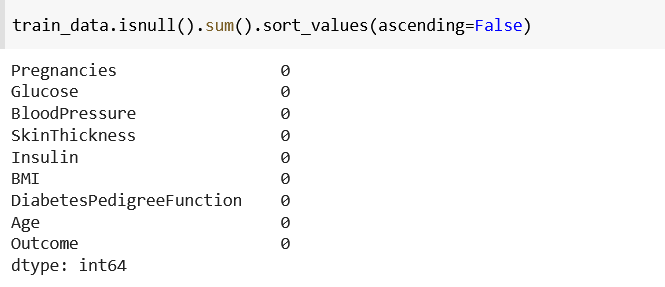 train_data.isnull().sum().sort_values(ascending=False)
Pregnancies 0
Glucose 0
BloodPressure 0
SkinThickness 0
Insulin 0
BMI 0
DiabetesPedigreeFunction 0
Age 0
Outcome 0
dtype: int64